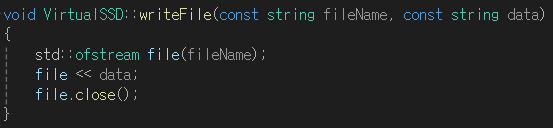 void VirtualSSD::writeFile(const string fileName, const string data)
{
    std::ofstream file(fileName);
    file << data;
    file.close();
}